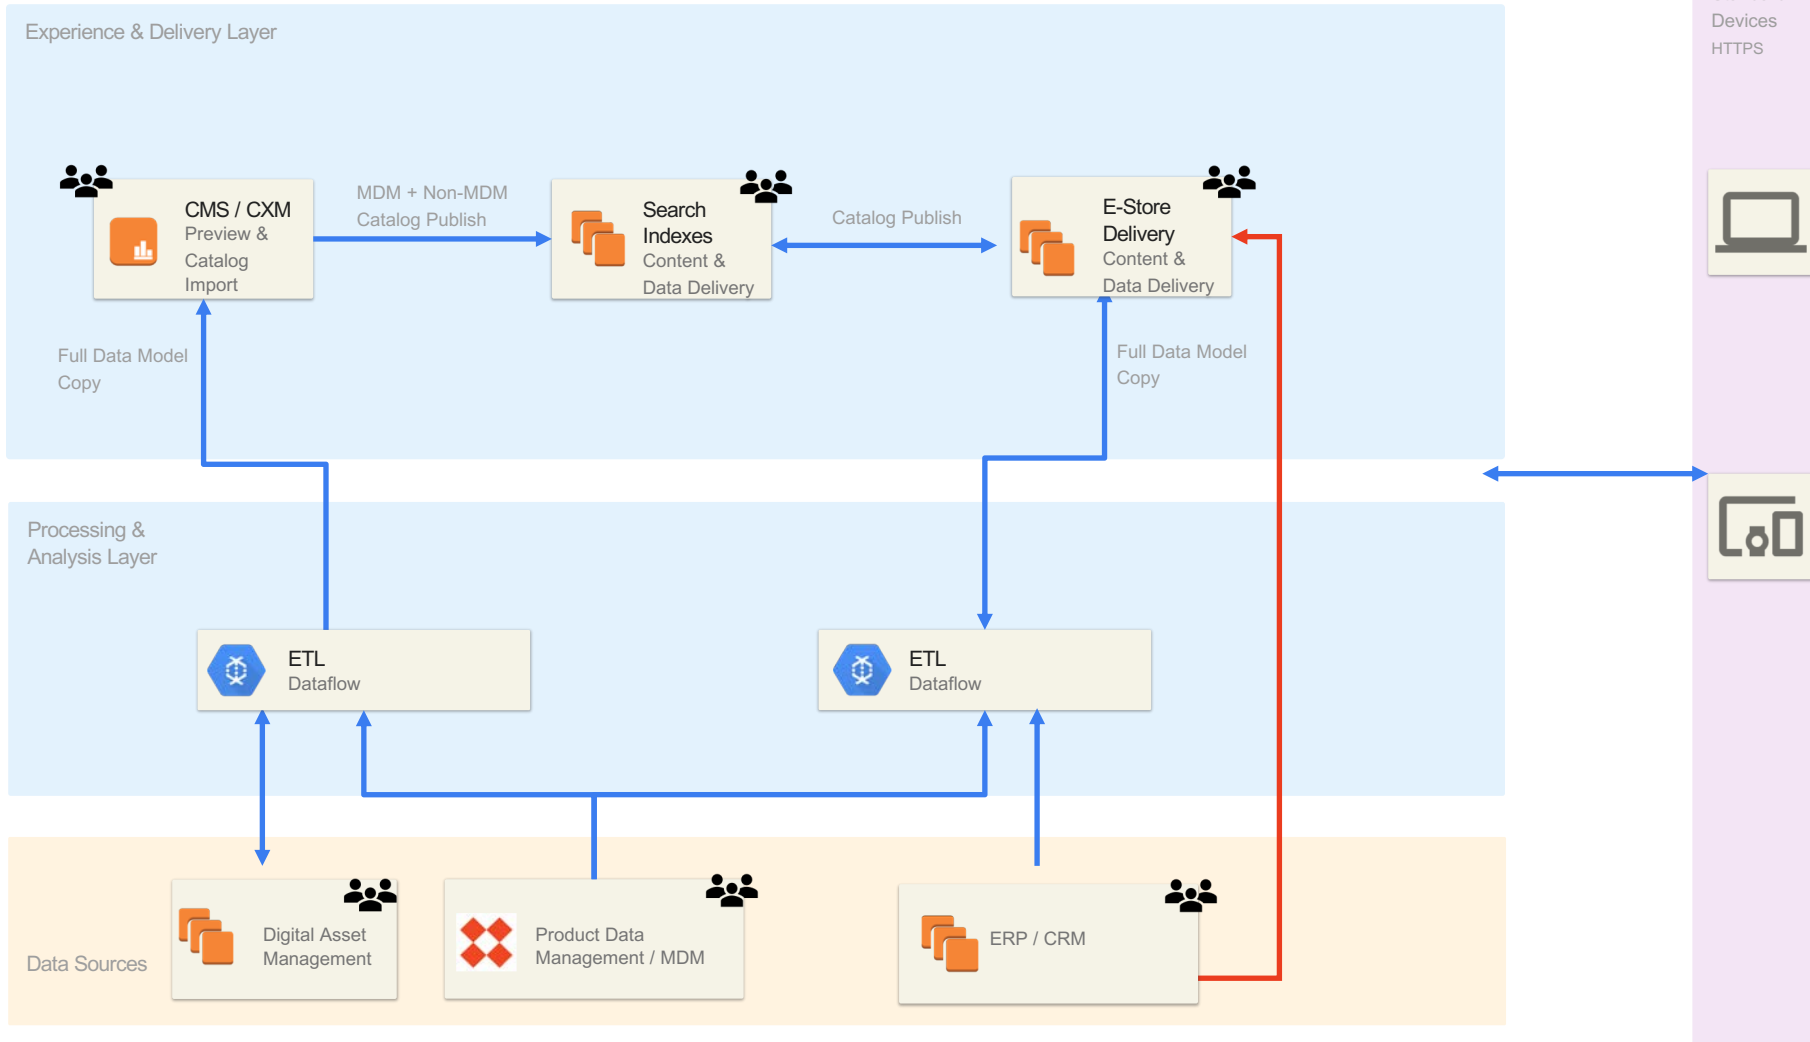 Experience & Delivery Layer
Devices
HTTPS
CMS / CXM
Preview &
Catalog
Import
MDM + Non-MDM
Catalog Publish
Search
Indexes
Content &
Data Delivery
Catalog Publish
E-Store
Delivery
Content &
Data Delivery
Full Data Model
Copy
Full Data Model
Copy
Processing &
Analysis Layer
ETL
Dataflow
ETL
Dataflow
Data Sources
Digital Asset
Management
Product Data
Management / MDM
ERP / CRM